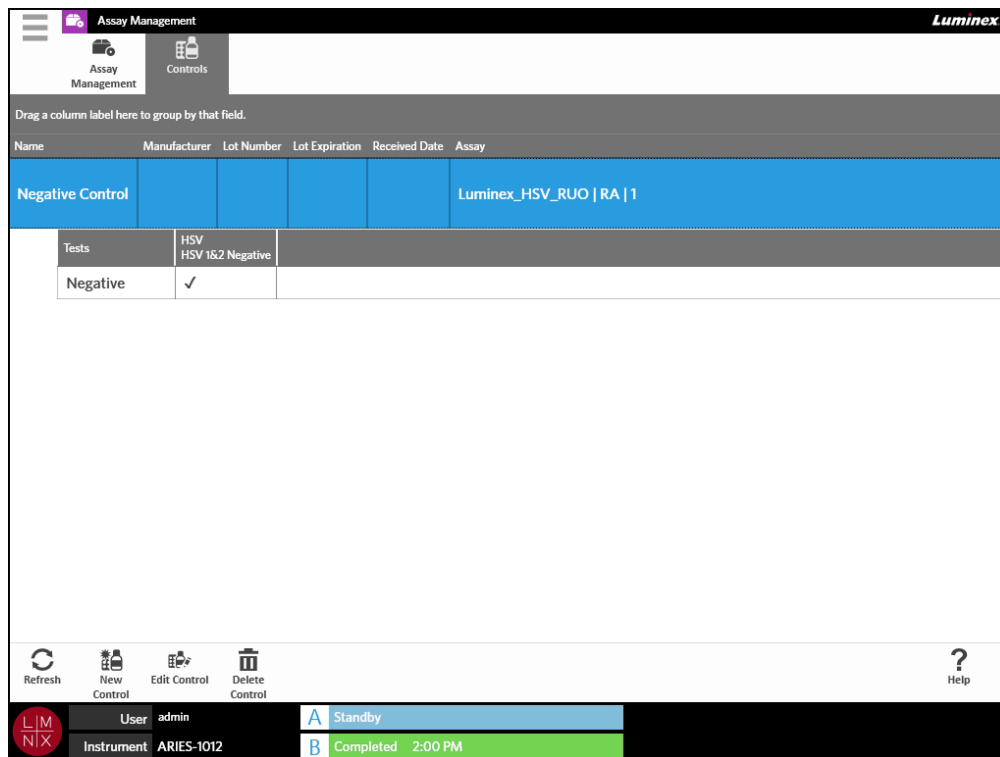 Assay Management
Luminex
Assay
Management
Controls
Drag a column label here to group by that field.
Name Manufacturer Lot Number Lot Expiration Received Date Assay
Negative Control Luminex_HSV_RUO | RA | 1
Tests HSV
HSV 1&2 Negative
Negative ✓
Refresh
New
Control
Edit Control
Delete
Control
?
Help
L M
N X
User admin
A Standby
Instrument ARIES-1012
B Completed 2:00 PM